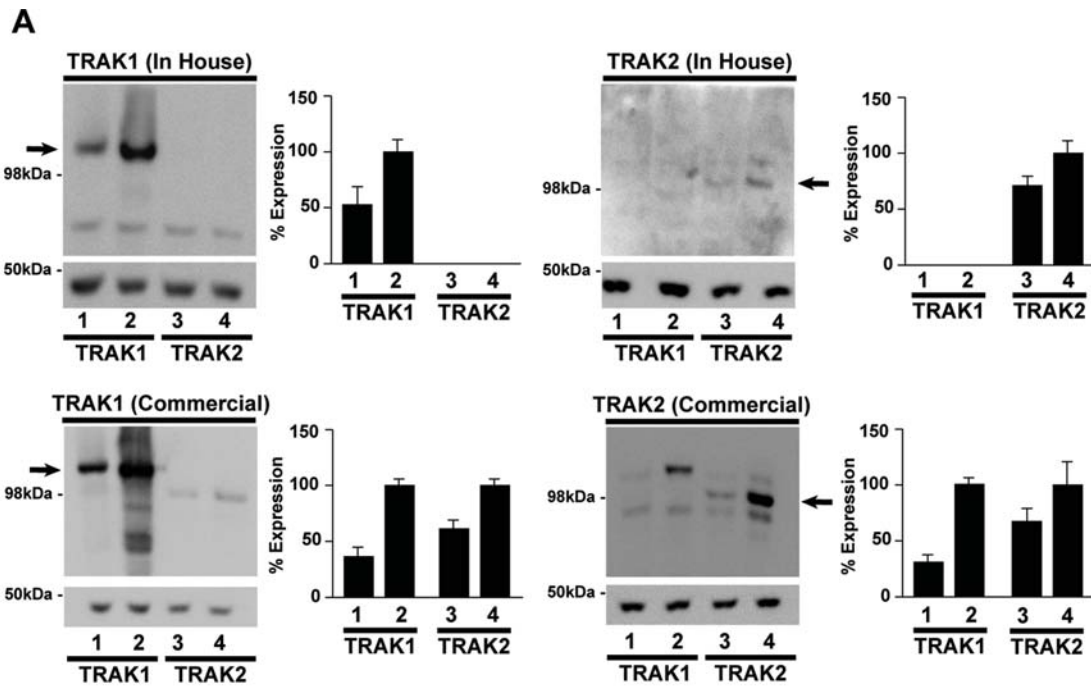 A
TRAK1 (In House)
98kDa -
50kDa -
1 2 3 4
TRAK1 TRAK2
% Expression
150
100
50
0
1 2 3 4
TRAK1 TRAK2
TRAK2 (In House)
98kDa -
50kDa -
1 2 3 4
TRAK1 TRAK2
% Expression
150
100
50
0
1 2 3 4
TRAK1 TRAK2
TRAK1 (Commercial)
98kDa -
50kDa -
1 2 3 4
TRAK1 TRAK2
% Expression
150
100
50
0
1 2 3 4
TRAK1 TRAK2
TRAK2 (Commercial)
98kDa -
50kDa -
1 2 3 4
TRAK1 TRAK2
% Expression
150
100
50
0
1 2 3 4
TRAK1 TRAK2